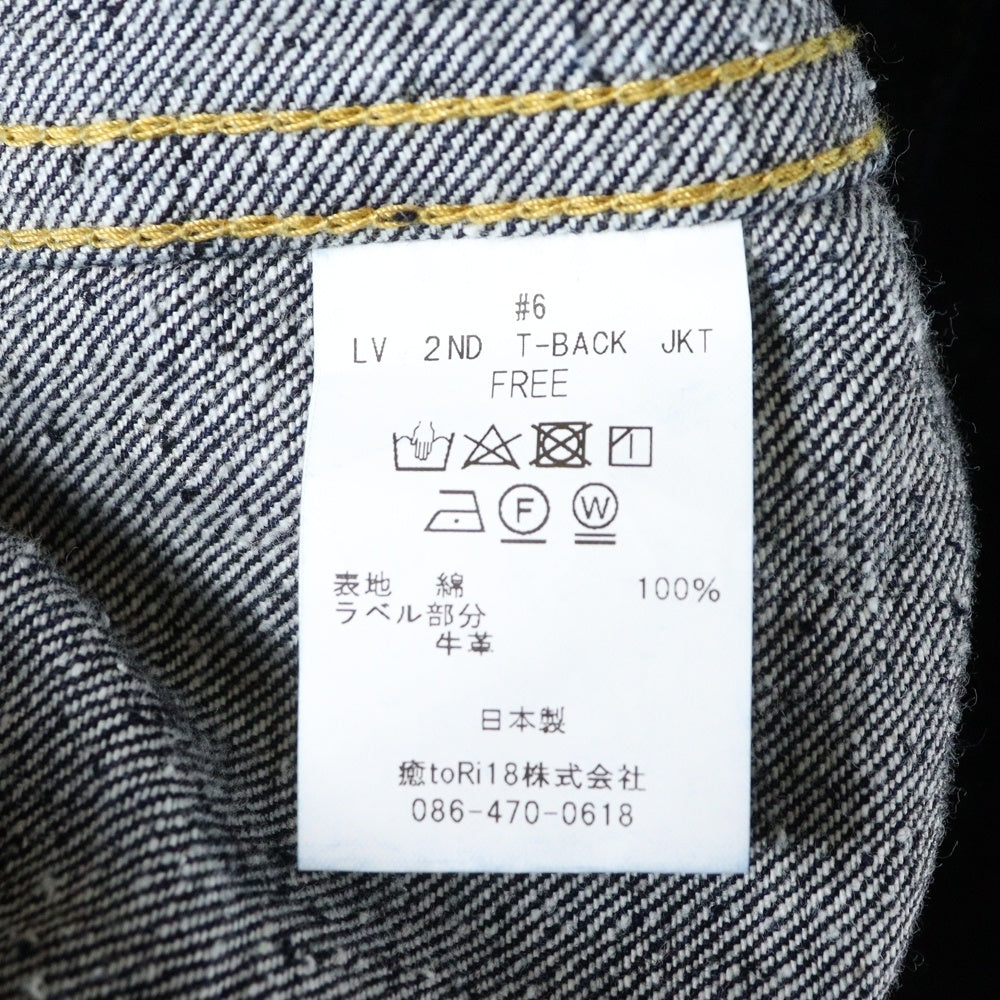 #6
LV 2ND T-BACK JKT
FREE
F W
表地 綿 100%
ラベル部分
牛革
日本製
癒toRi18株式会社
086-470-0618